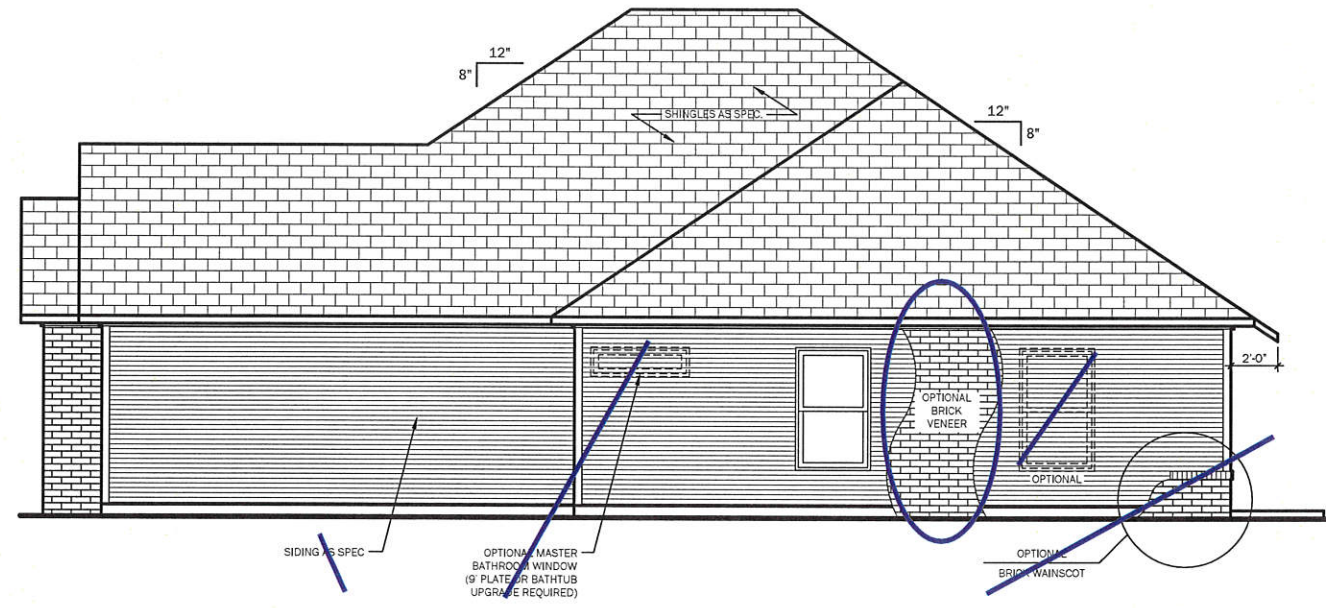 12"
8"
SHINGLES AS SPEC.
12"
8"
2'-0"
OPTIONAL
BRICK
VENEER
OPTIONAL
SIDING AS SPEC
OPTIONAL MASTER
BATHROOM WINDOW
(9' PLATE OR BATHTUB
UPGRADE REQUIRED)
OPTIONAL
BRICK WAINSCOT